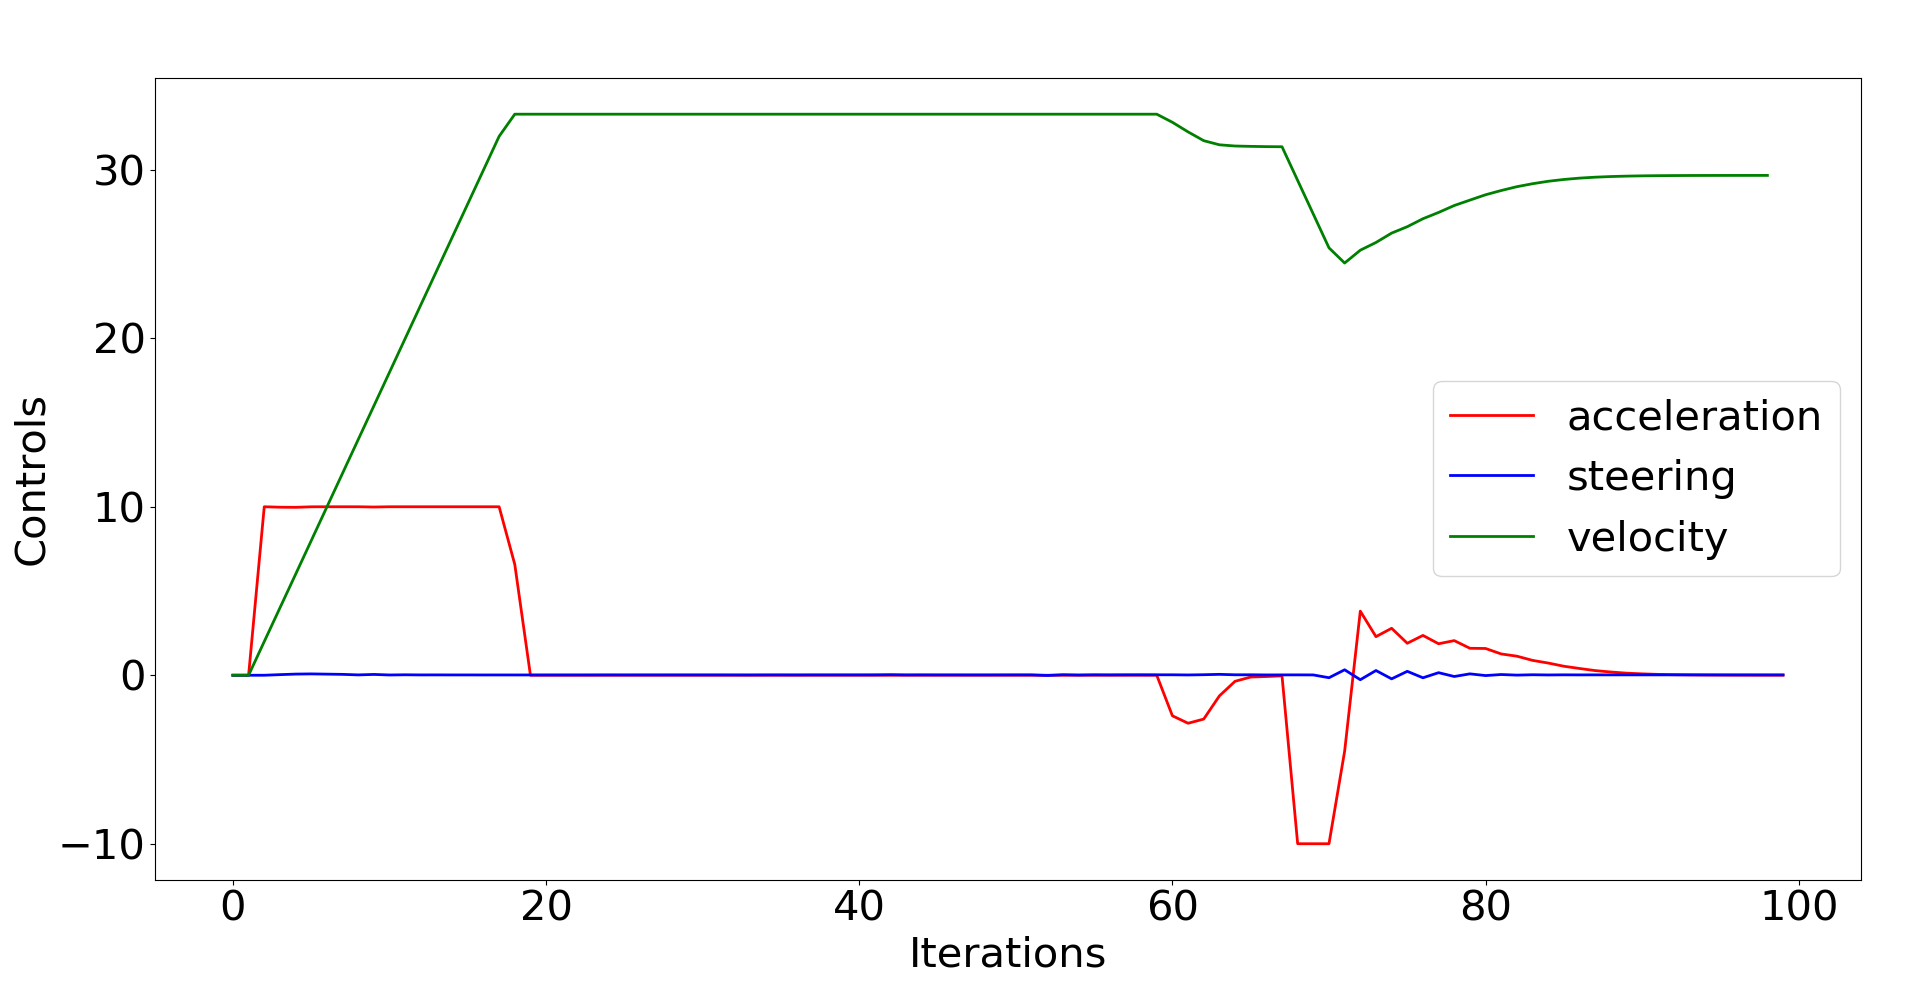 30
20
10
0
−10
Controls
acceleration
steering
velocity
0 20 40 60 80 100
Iterations